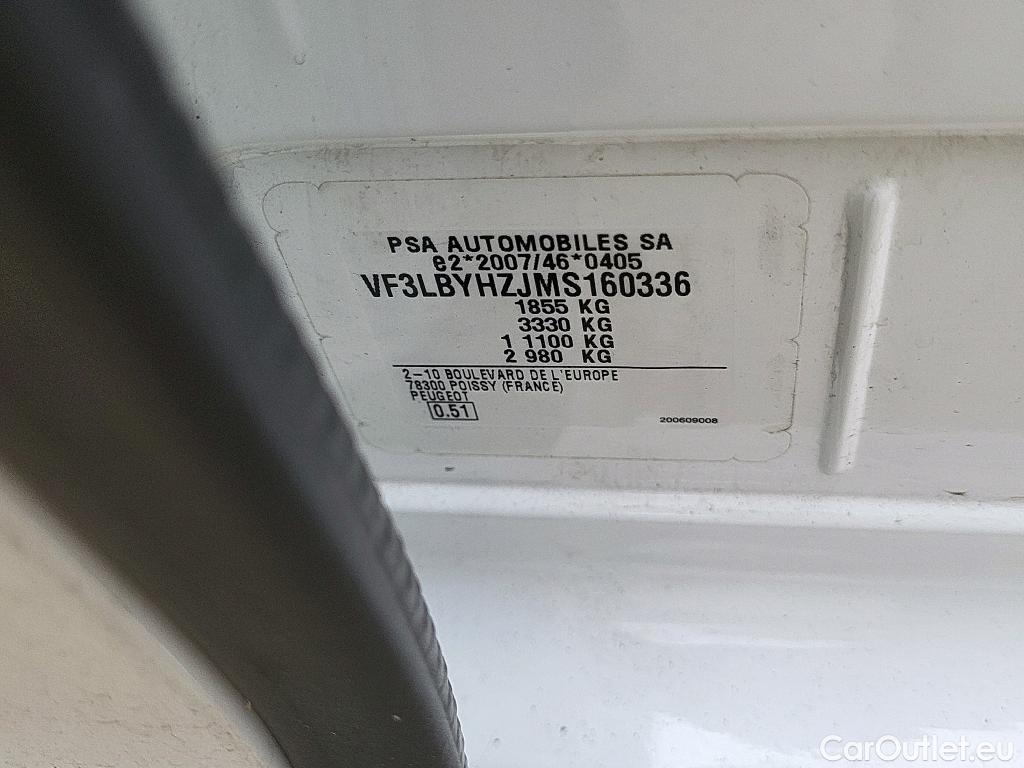 PSA AUTOMOBILES SA
e2*2007/46*0405
VF3LBYHZJMS160336
1855 KG
3330 KG
1 1100 KG
2 980 KG
2-10 BOULEVARD DE L'EUROPE
78300 POISSY (FRANCE)
PEUGEOT
0.51
200609008
CarOutlet.eu